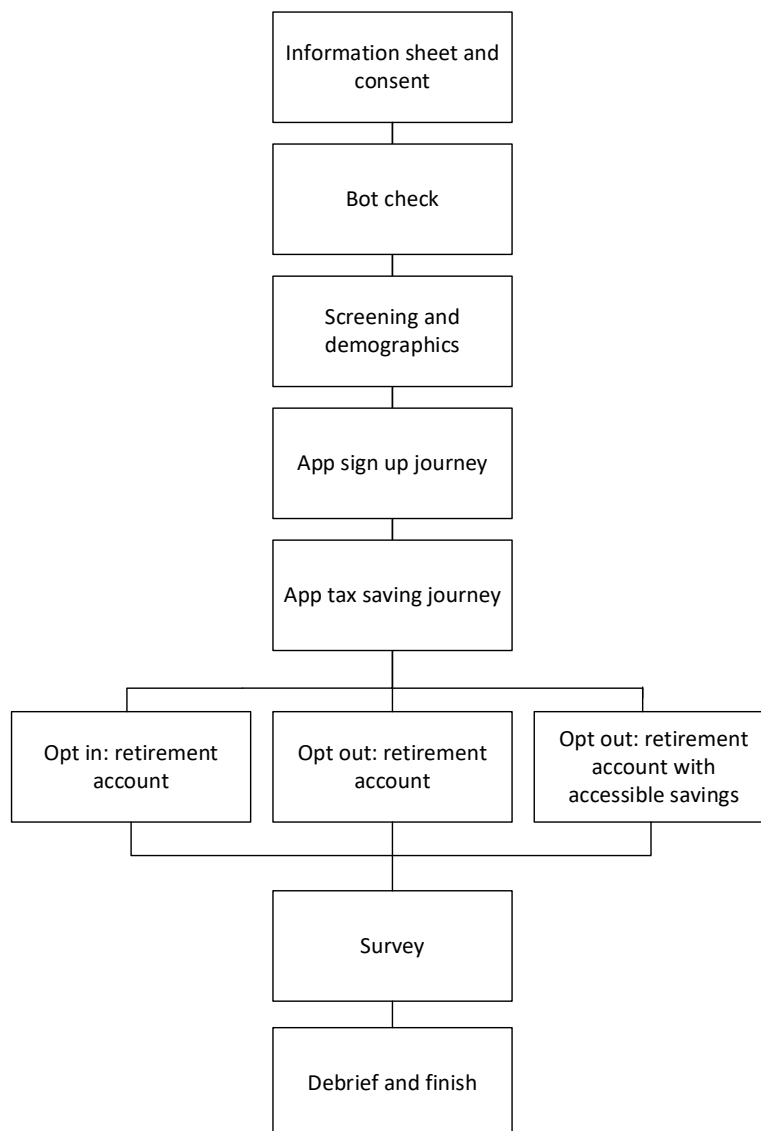 Information sheet and
consent
Bot check
Screening and
demographics
App sign up journey
App tax saving journey
Opt in: retirement
account
Opt out: retirement
account
Opt out: retirement
account with
accessible savings
Survey
Debrief and finish